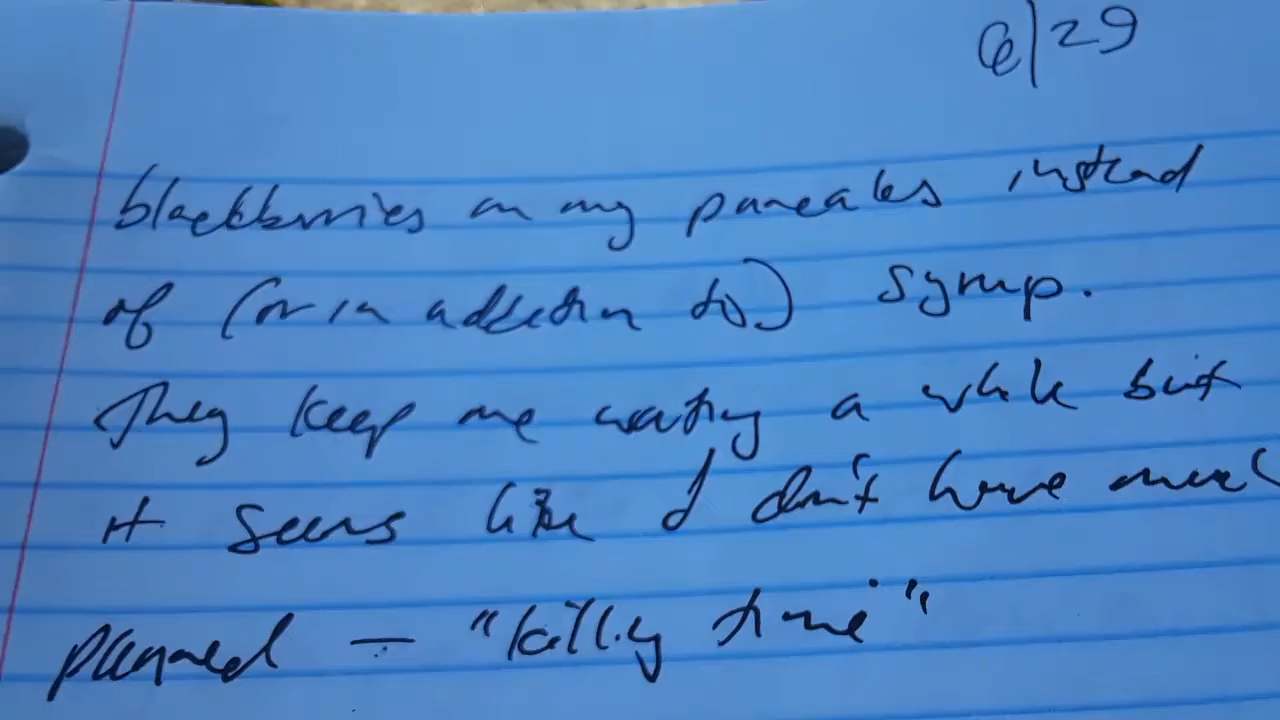 6/29
blackberries on my pancakes instead
of (or in addition to) syrup.
They keep me waiting a while but
it seems like I don't have much
planned — "killing time"